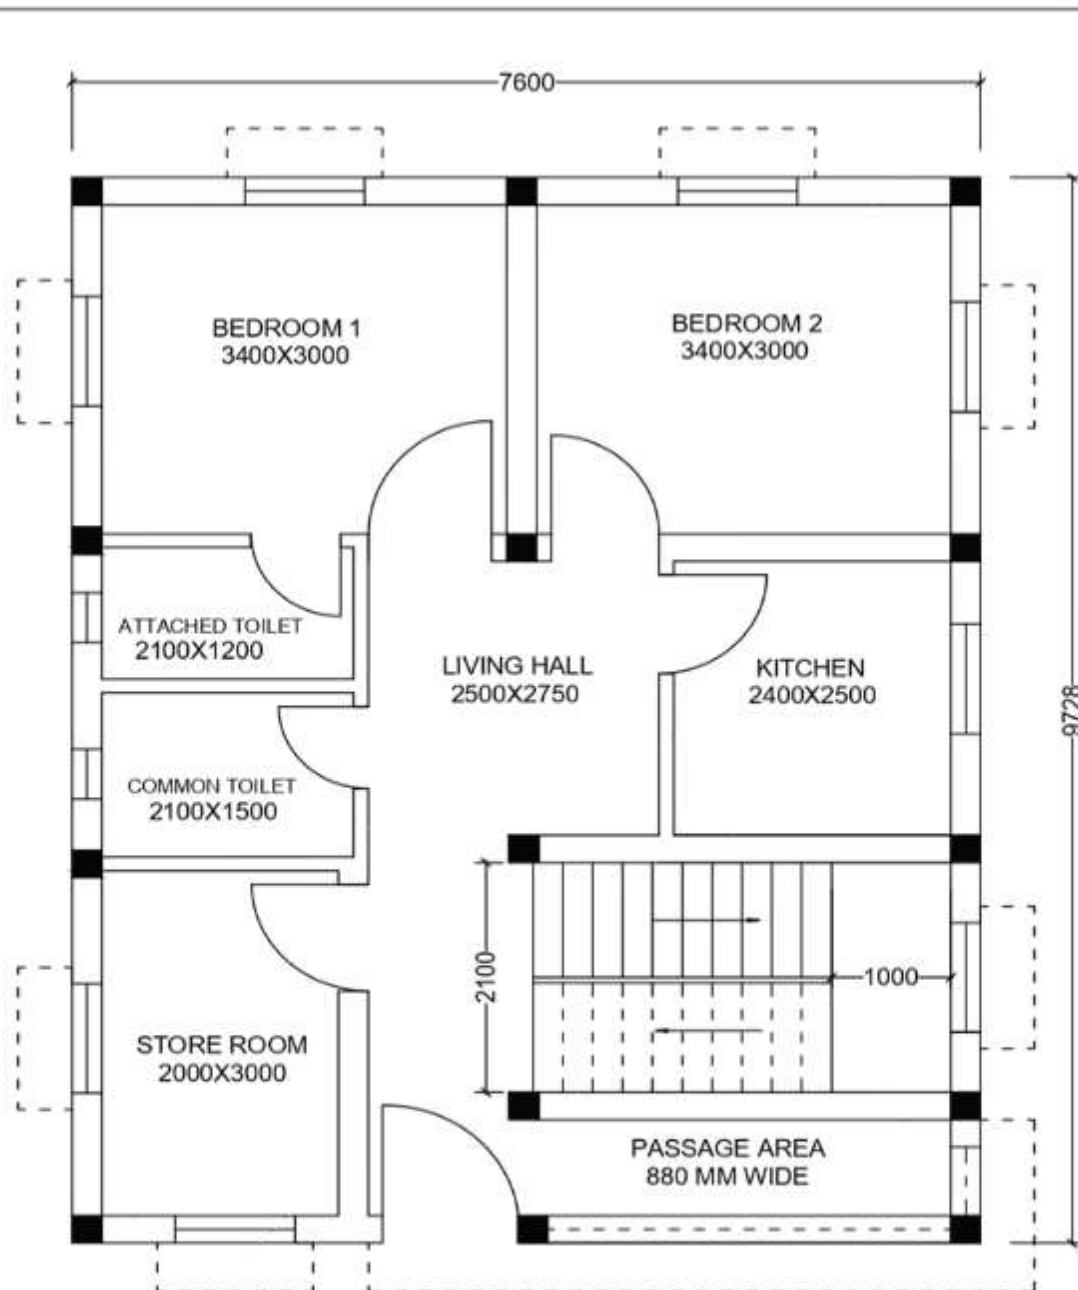 7600
BEDROOM 1
3400X3000
BEDROOM 2
3400X3000
ATTACHED TOILET
2100X1200
LIVING HALL
2500X2750
KITCHEN
2400X2500
9728
COMMON TOILET
2100X1500
2100
1000
STORE ROOM
2000X3000
PASSAGE AREA
880 MM WIDE